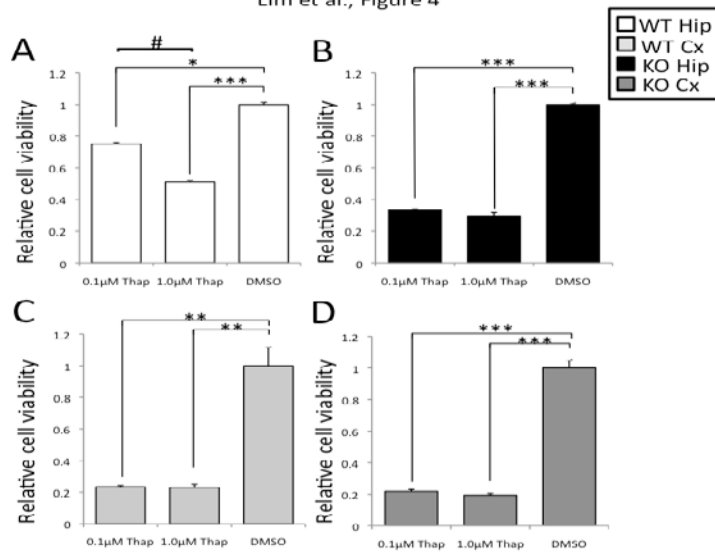 Lim et al., Figure 4
WT Hip
WT Cx
KO Hip
KO Cx
A
#
*
***
Relative cell viability
1.2
1
0.8
0.6
0.4
0.2
0
0.1µM Thap 1.0µM Thap DMSO
B
***
***
Relative cell viability
1.2
1
0.8
0.6
0.4
0.2
0
0.1µM Thap 1.0µM Thap DMSO
C
**
**
Relative cell viability
1.2
1
0.8
0.6
0.4
0.2
0
0.1µM Thap 1.0µM Thap DMSO
D
***
***
Relative cell viability
1.2
1
0.8
0.6
0.4
0.2
0
0.1µM Thap 1.0µM Thap DMSO